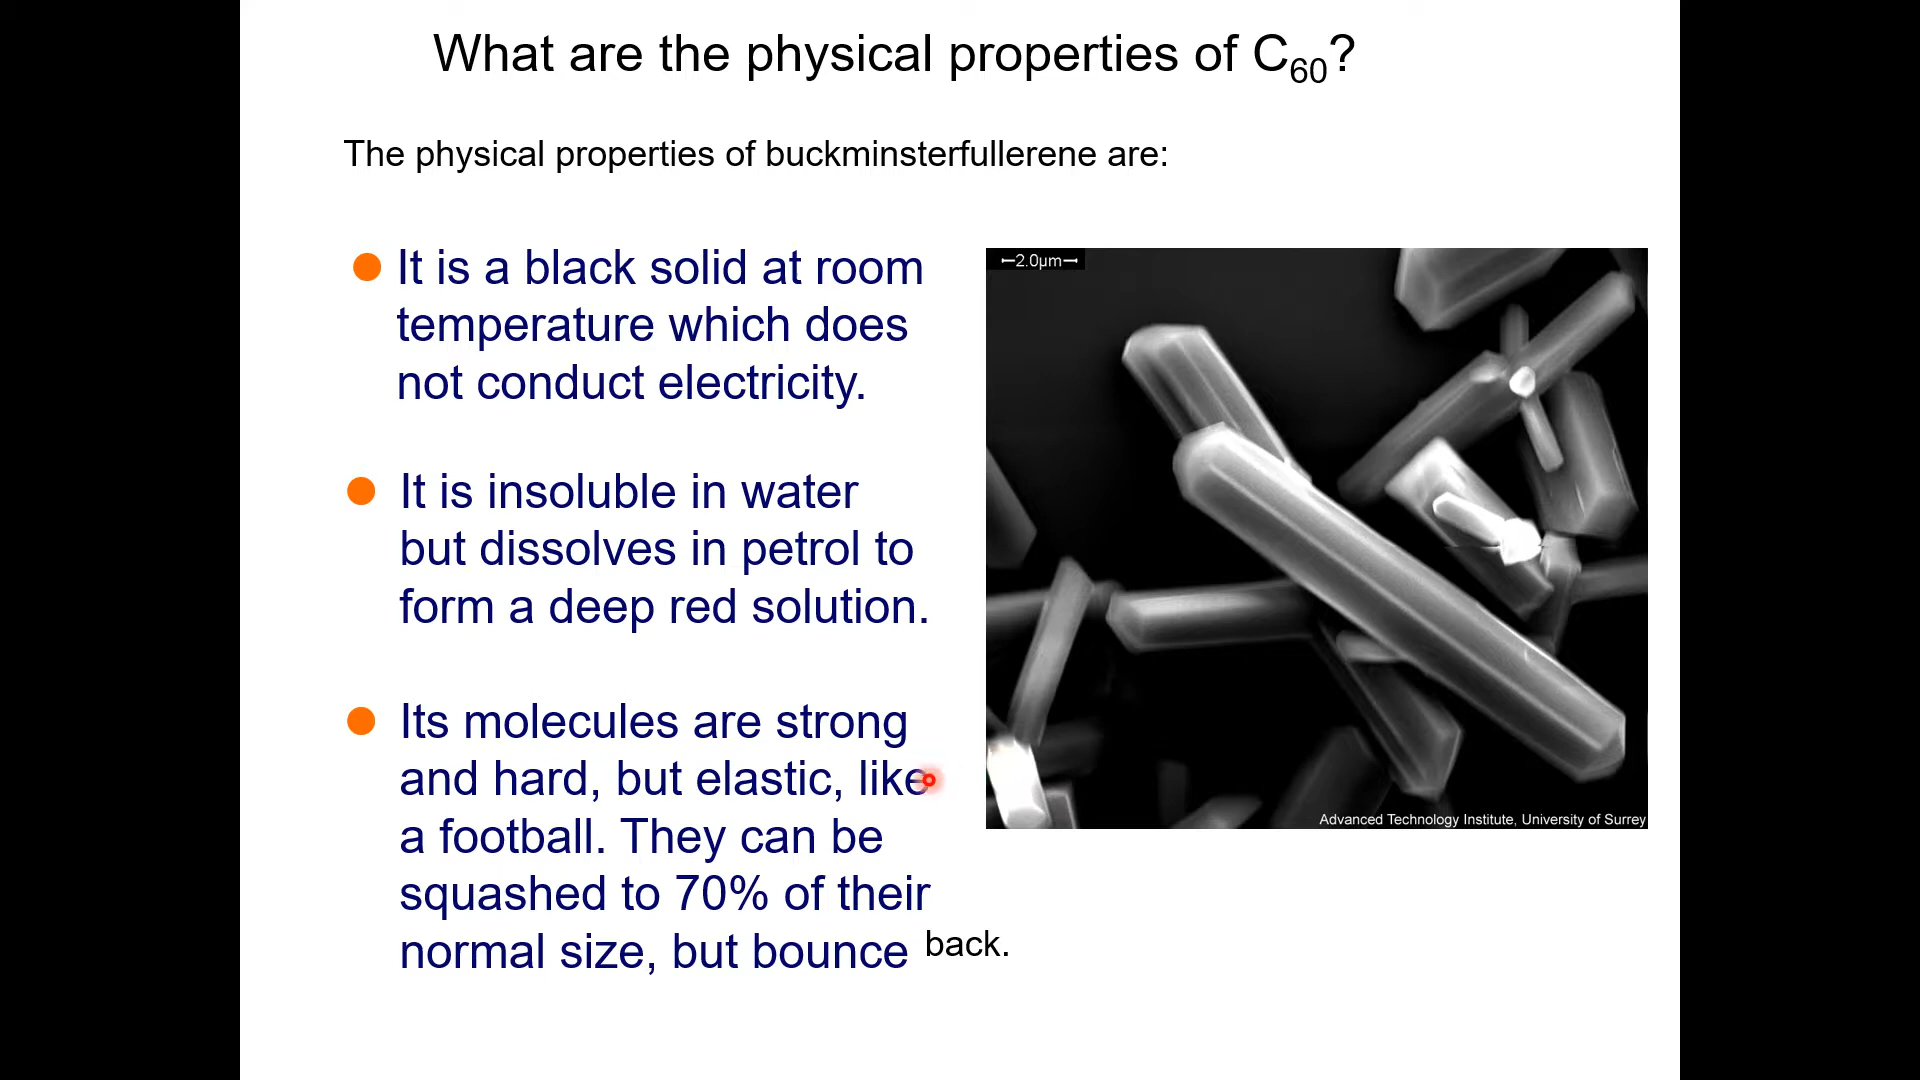 What are the physical properties of C₆₀?
The physical properties of buckminsterfullerene are:
It is a black solid at room
temperature which does
not conduct electricity.
It is insoluble in water
but dissolves in petrol to
form a deep red solution.
Its molecules are strong
and hard, but elastic, like
a football. They can be
squashed to 70% of their
normal size, but bounce back.
2.0µm
Advanced Technology Institute, University of Surrey